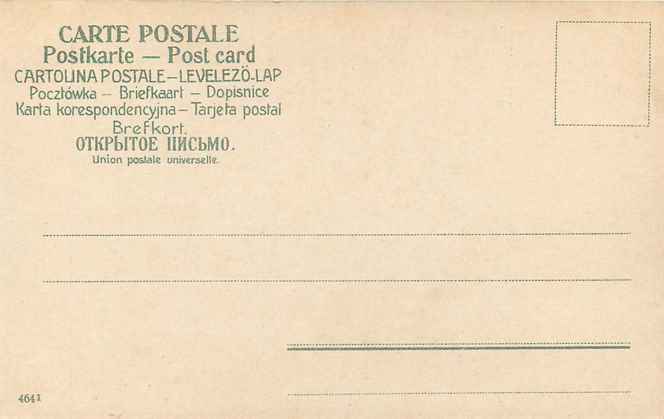 CARTE POSTALE
Postkarte — Post card
CARTOLINA POSTALE – LEVELEZÖ-LAP
Pocztówka – Briefkaart – Dopisnice
Karta korespondencyjna – Tarjeta postal
Brefkort.
ОТКРЫТОЕ ПИСЬМО.
Union postale universelle.
4641